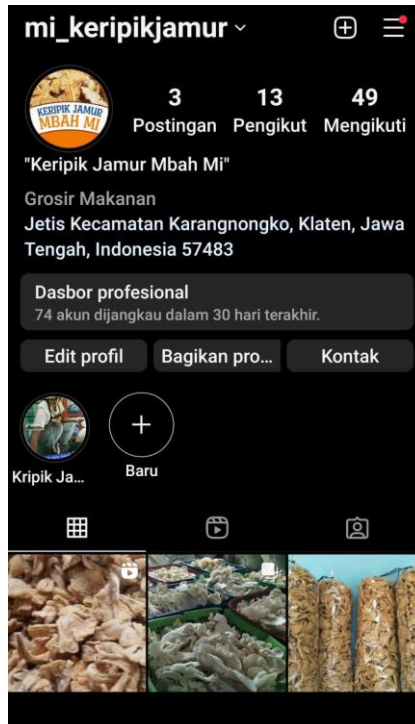 mi_keripikjamur
KERIPIK JAMUR
MBAH MI
3
13
49
Postingan
Pengikut
Mengikuti
"Keripik Jamur Mbah Mi"
Grosir Makanan
Jetis Kecamatan Karangnongko, Klaten, Jawa
Tengah, Indonesia 57483
Dasbor profesional
74 akun dijangkau dalam 30 hari terakhir.
Edit profil
Bagikan pro...
Kontak
Kripik Ja...
Baru